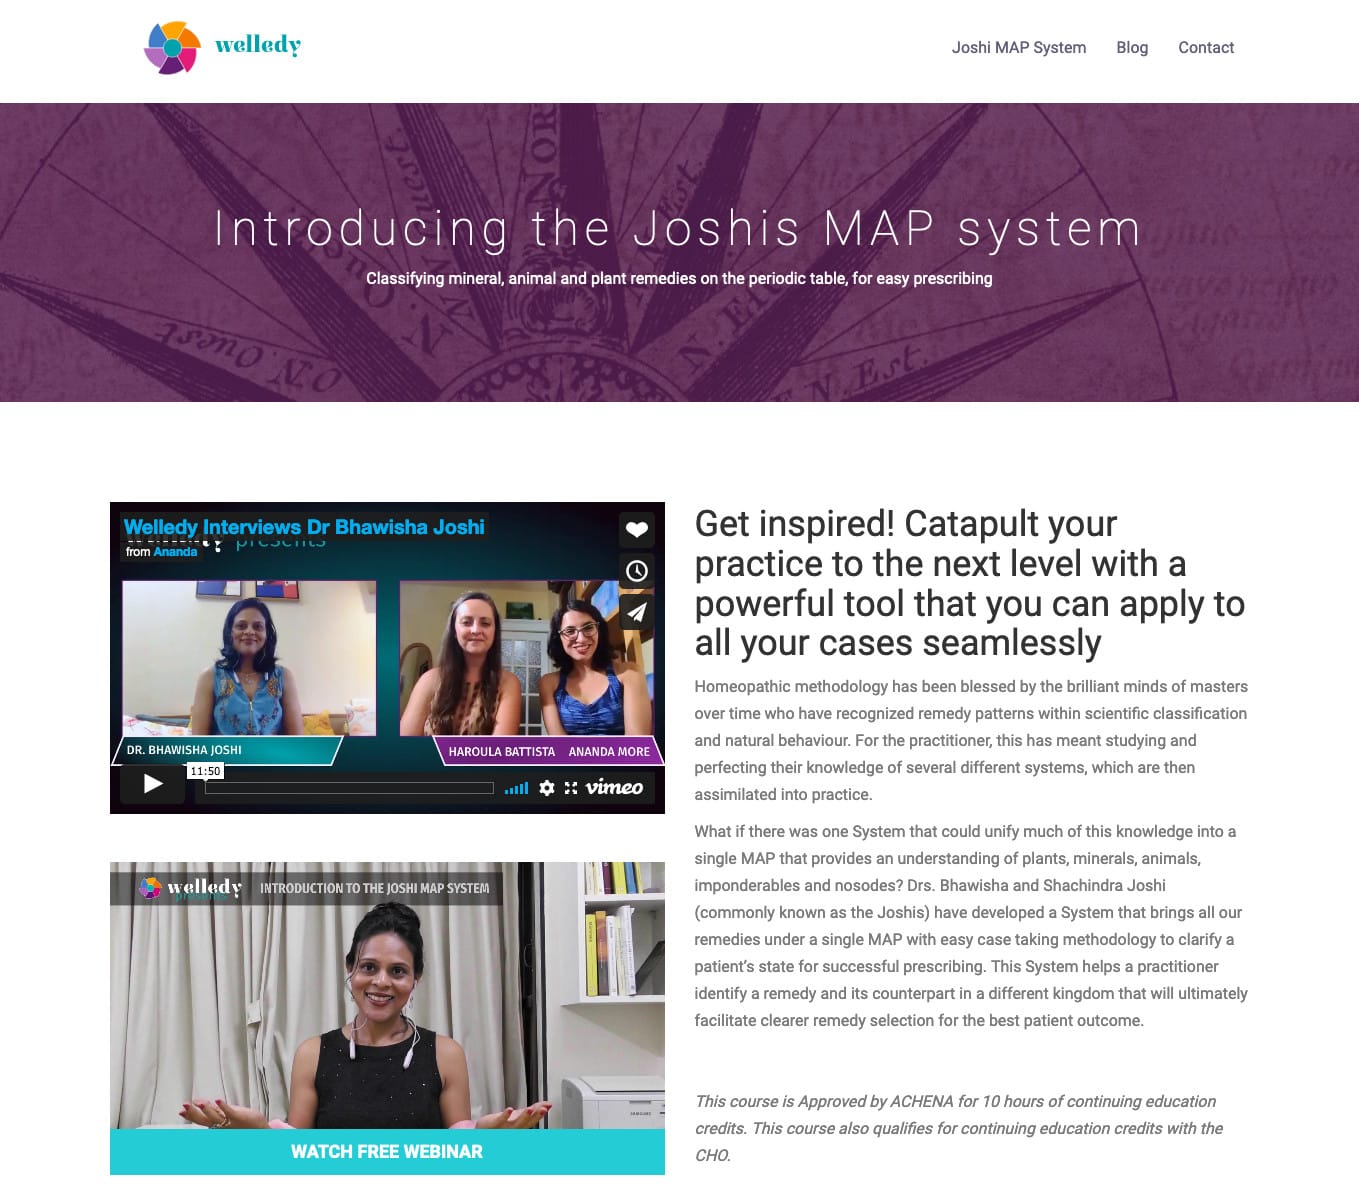 welledy
Joshi MAP System
Blog
Contact
Introducing the Joshis MAP system
Classifying mineral, animal and plant remedies on the periodic table, for easy prescribing
Welledy Interviews Dr Bhawisha Joshi
from Ananda
presents
DR. BHAWISHA JOSHI
HAROULA BATTISTA ANANDA MORE
11:50
vimeo
welledy
presents
INTRODUCTION TO THE JOSHI MAP SYSTEM
SAMSUNG
WATCH FREE WEBINAR
Get inspired! Catapult your
practice to the next level with a
powerful tool that you can apply to
all your cases seamlessly
Homeopathic methodology has been blessed by the brilliant minds of masters
over time who have recognized remedy patterns within scientific classification
and natural behaviour. For the practitioner, this has meant studying and
perfecting their knowledge of several different systems, which are then
assimilated into practice.
What if there was one System that could unify much of this knowledge into a
single MAP that provides an understanding of plants, minerals, animals,
imponderables and nosodes? Drs. Bhawisha and Shachindra Joshi
(commonly known as the Joshis) have developed a System that brings all our
remedies under a single MAP with easy case taking methodology to clarify a
patient’s state for successful prescribing. This System helps a practitioner
identify a remedy and its counterpart in a different kingdom that will ultimately
facilitate clearer remedy selection for the best patient outcome.
This course is Approved by ACHENA for 10 hours of continuing education
credits. This course also qualifies for continuing education credits with the
CHO.